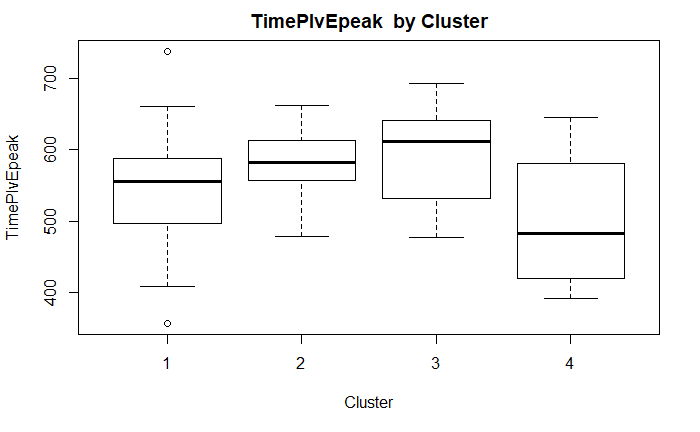 TimePlvEpeak by Cluster
TimePlvEpeak
700
600
500
400
1 2 3 4
Cluster